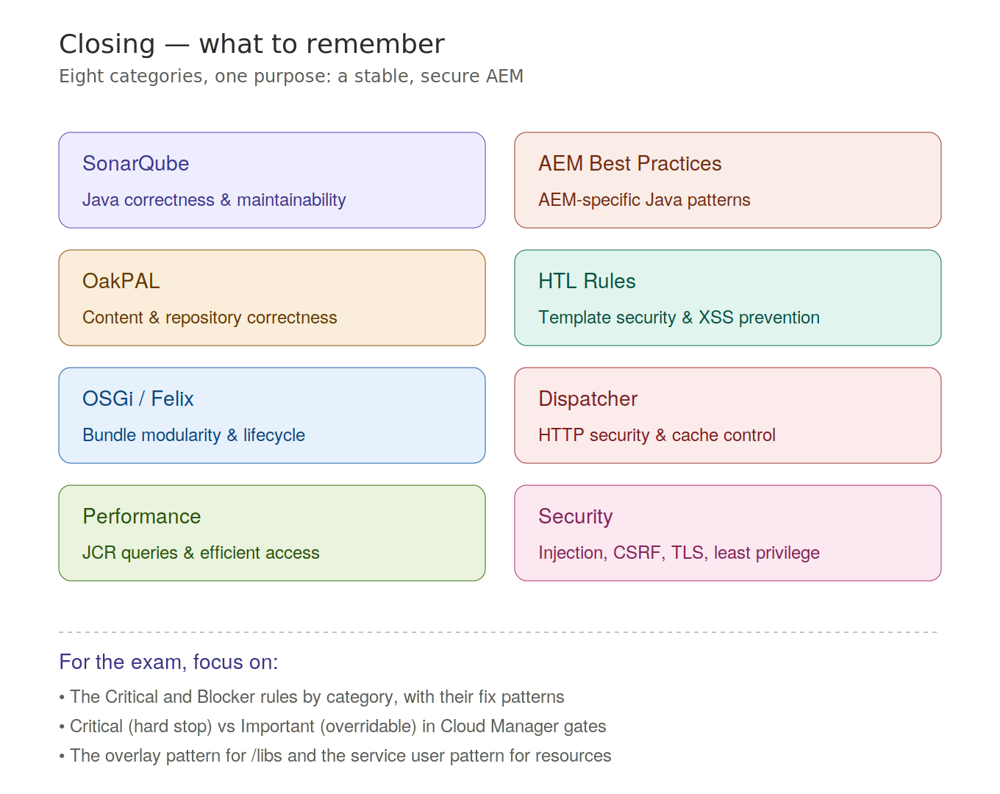 Closing — what to remember
Eight categories, one purpose: a stable, secure AEM
SonarQube
Java correctness & maintainability
AEM Best Practices
AEM-specific Java patterns
OakPAL
Content & repository correctness
HTL Rules
Template security & XSS prevention
OSGi / Felix
Bundle modularity & lifecycle
Dispatcher
HTTP security & cache control
Performance
JCR queries & efficient access
Security
Injection, CSRF, TLS, least privilege
For the exam, focus on:
• The Critical and Blocker rules by category, with their fix patterns
• Critical (hard stop) vs Important (overridable) in Cloud Manager gates
• The overlay pattern for /libs and the service user pattern for resources